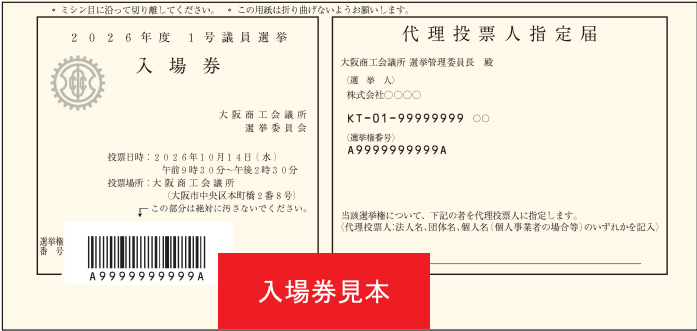 * ミシン目に沿って切り離してください。 * この用紙は折り曲げないようお願いします。
2026年度 1号議員選挙
入場券
大阪商工会議所
選挙委員会
投票日時：2026年10月14日（水）
午前9時30分～午後2時30分
投票場所：大阪商工会議所
（大阪市中央区本町橋2番8号）
この部分は絶対に汚さないでください。
選挙権
番号
A9999999999A
代理投票人指定届
大阪商工会議所 選挙管理委員長 殿
〈選挙人〉
株式会社○○○○
KT-01-99999999 ○○
〈選挙権番号〉
A9999999999A
当該選挙権について、下記の者を代理投票人に指定します。
〈代理投票人：法人名、団体名、個人名（個人事業者の場合等）のいずれかを記入〉
入場券見本